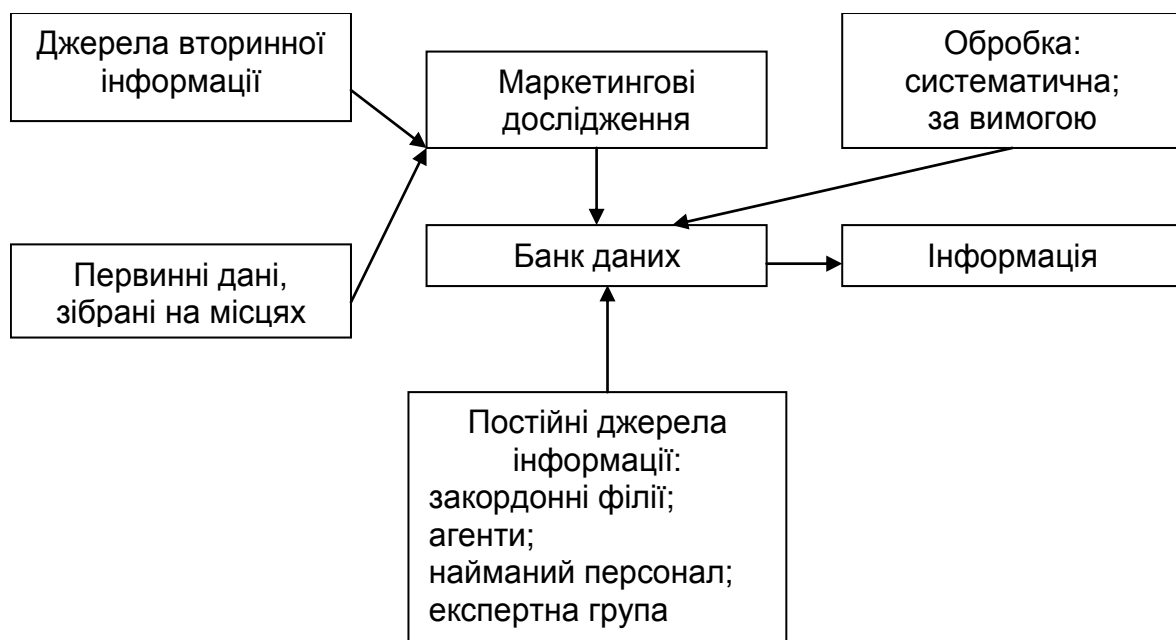 Джерела вторинної
інформації
Маркетингові
дослідження
Обробка:
систематична;
за вимогою
Первинні дані,
зібрані на місцях
Банк даних
Інформація
Постійні джерела
інформації:
закордонні філії;
агенти;
найманий персонал;
експертна група